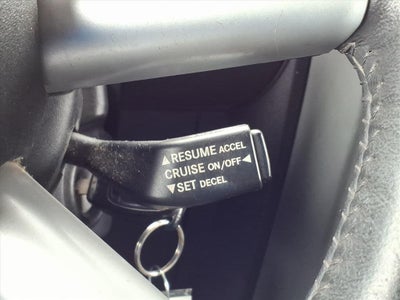 ▲RESUME ACCEL
CRUISE ON/OFF◀
▼SET DECEL